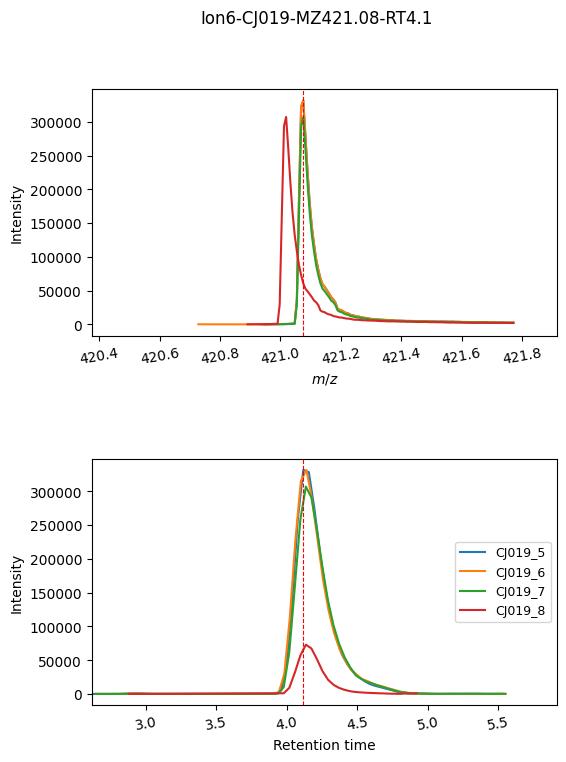 Ion6-CJ019-MZ421.08-RT4.1
Intensity
300000
250000
200000
150000
100000
50000
0
420.4 420.6 420.8 421.0 421.2 421.4 421.6 421.8
m/z
Intensity
300000
250000
200000
150000
100000
50000
0
CJ019_5
CJ019_6
CJ019_7
CJ019_8
3.0 3.5 4.0 4.5 5.0 5.5
Retention time